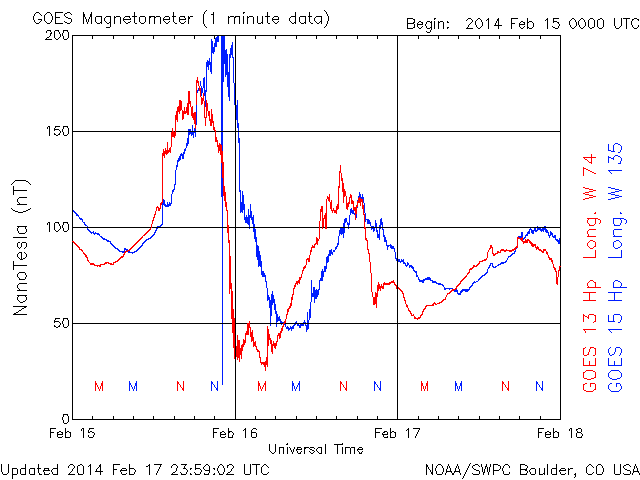 GOES Magnetometer (1 minute data)
Begin: 2014 Feb 15 0000 UTC
200
150
100
50
0
NanoTesla (nT)
M M N N M M N N M M N N
Feb 15 Feb 16 Feb 17 Feb 18
Universal Time
GOES 13 Hp Long. W 74
GOES 15 Hp Long. W 135
Updated 2014 Feb 17 23:59:02 UTC
NOAA/SWPC Boulder, CO USA